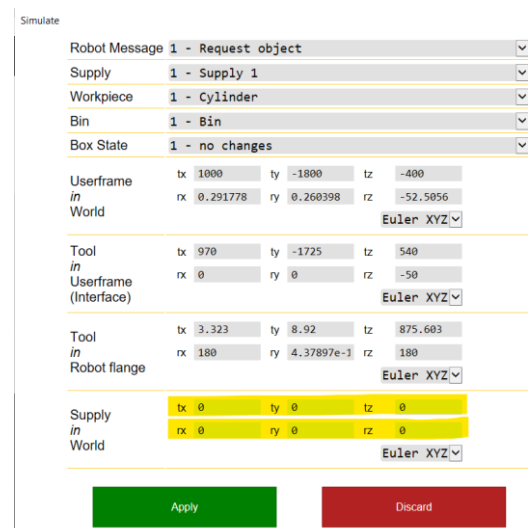 Simulate
Robot Message 1 - Request object
Supply 1 - Supply 1
Workpiece 1 - Cylinder
Bin 1 - Bin
Box State 1 - no changes
Userframe in World
tx 1000 ty -1800 tz -400
rx 0.291778 ry 0.260398 rz -52.5056
Euler XYZ
Tool in Userframe (Interface)
tx 970 ty -1725 tz 540
rx 0 ry 0 rz -50
Euler XYZ
Tool in Robot flange
tx 3.323 ty 8.92 tz 875.603
rx 180 ry 4.37897e-1 rz 180
Euler XYZ
Supply in World
tx 0 ty 0 tz 0
rx 0 ry 0 rz 0
Euler XYZ
Apply Discard